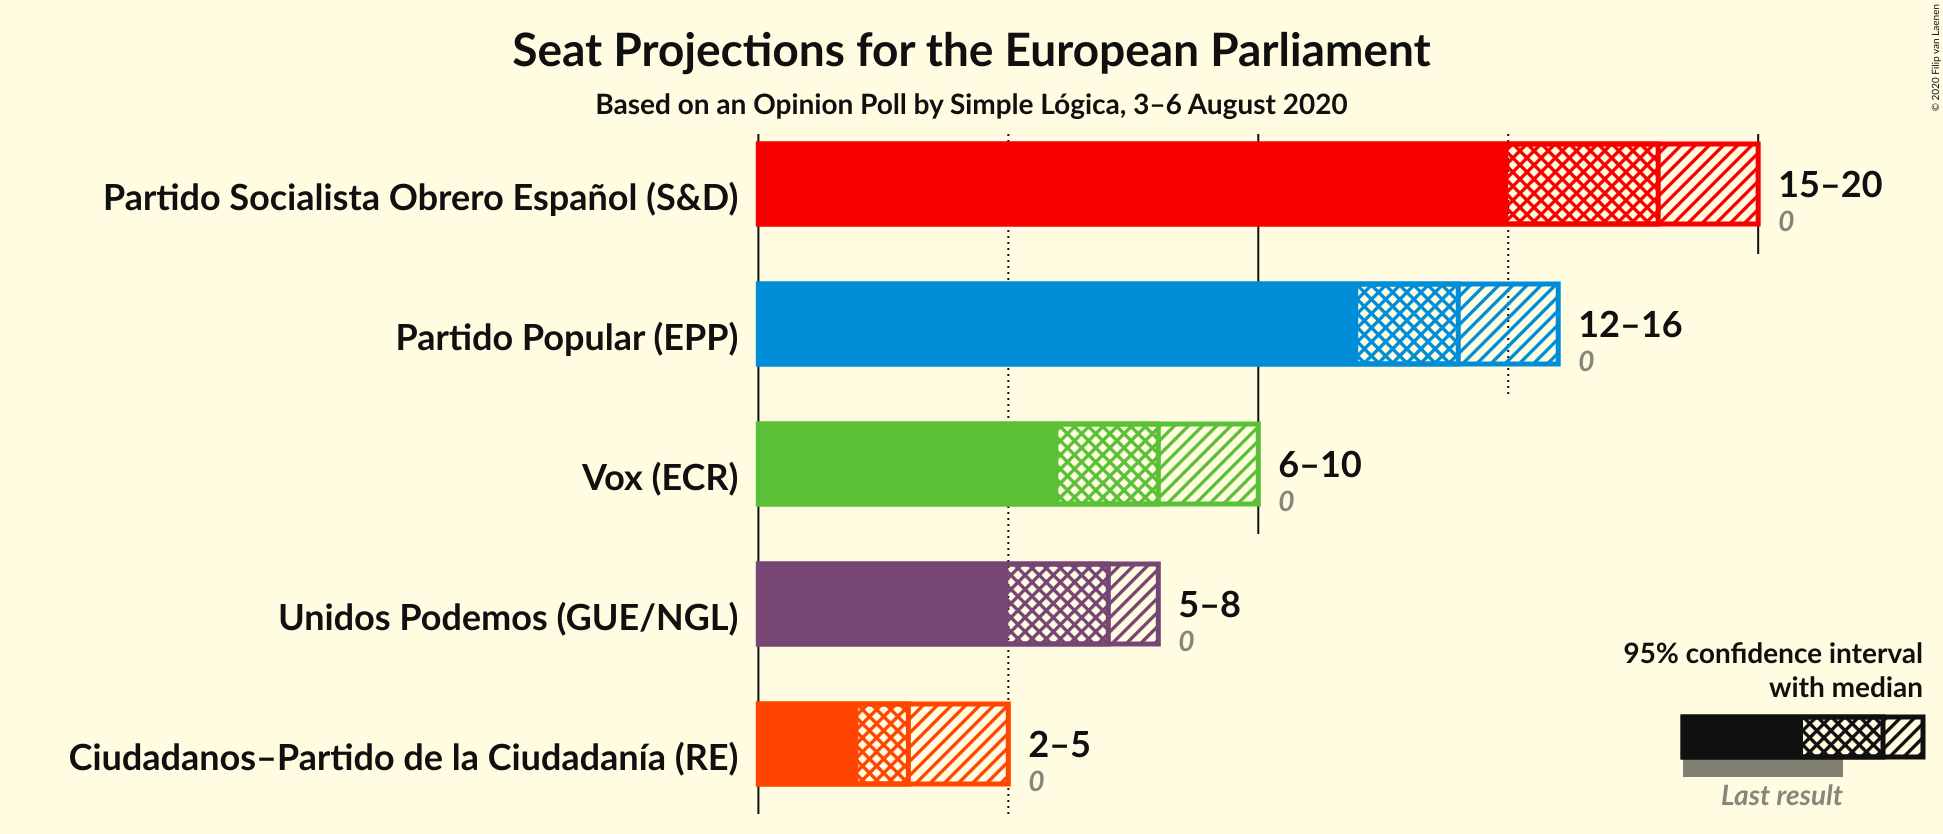 Seat Projections for the European Parliament
Based on an Opinion Poll by Simple Lógica, 3–6 August 2020
© 2020 Filip van Laenen
Partido Socialista Obrero Español (S&D)
15–20
0
Partido Popular (EPP)
12–16
0
Vox (ECR)
6–10
0
Unidos Podemos (GUE/NGL)
5–8
0
Ciudadanos–Partido de la Ciudadanía (RE)
2–5
0
95% confidence interval
with median
Last result